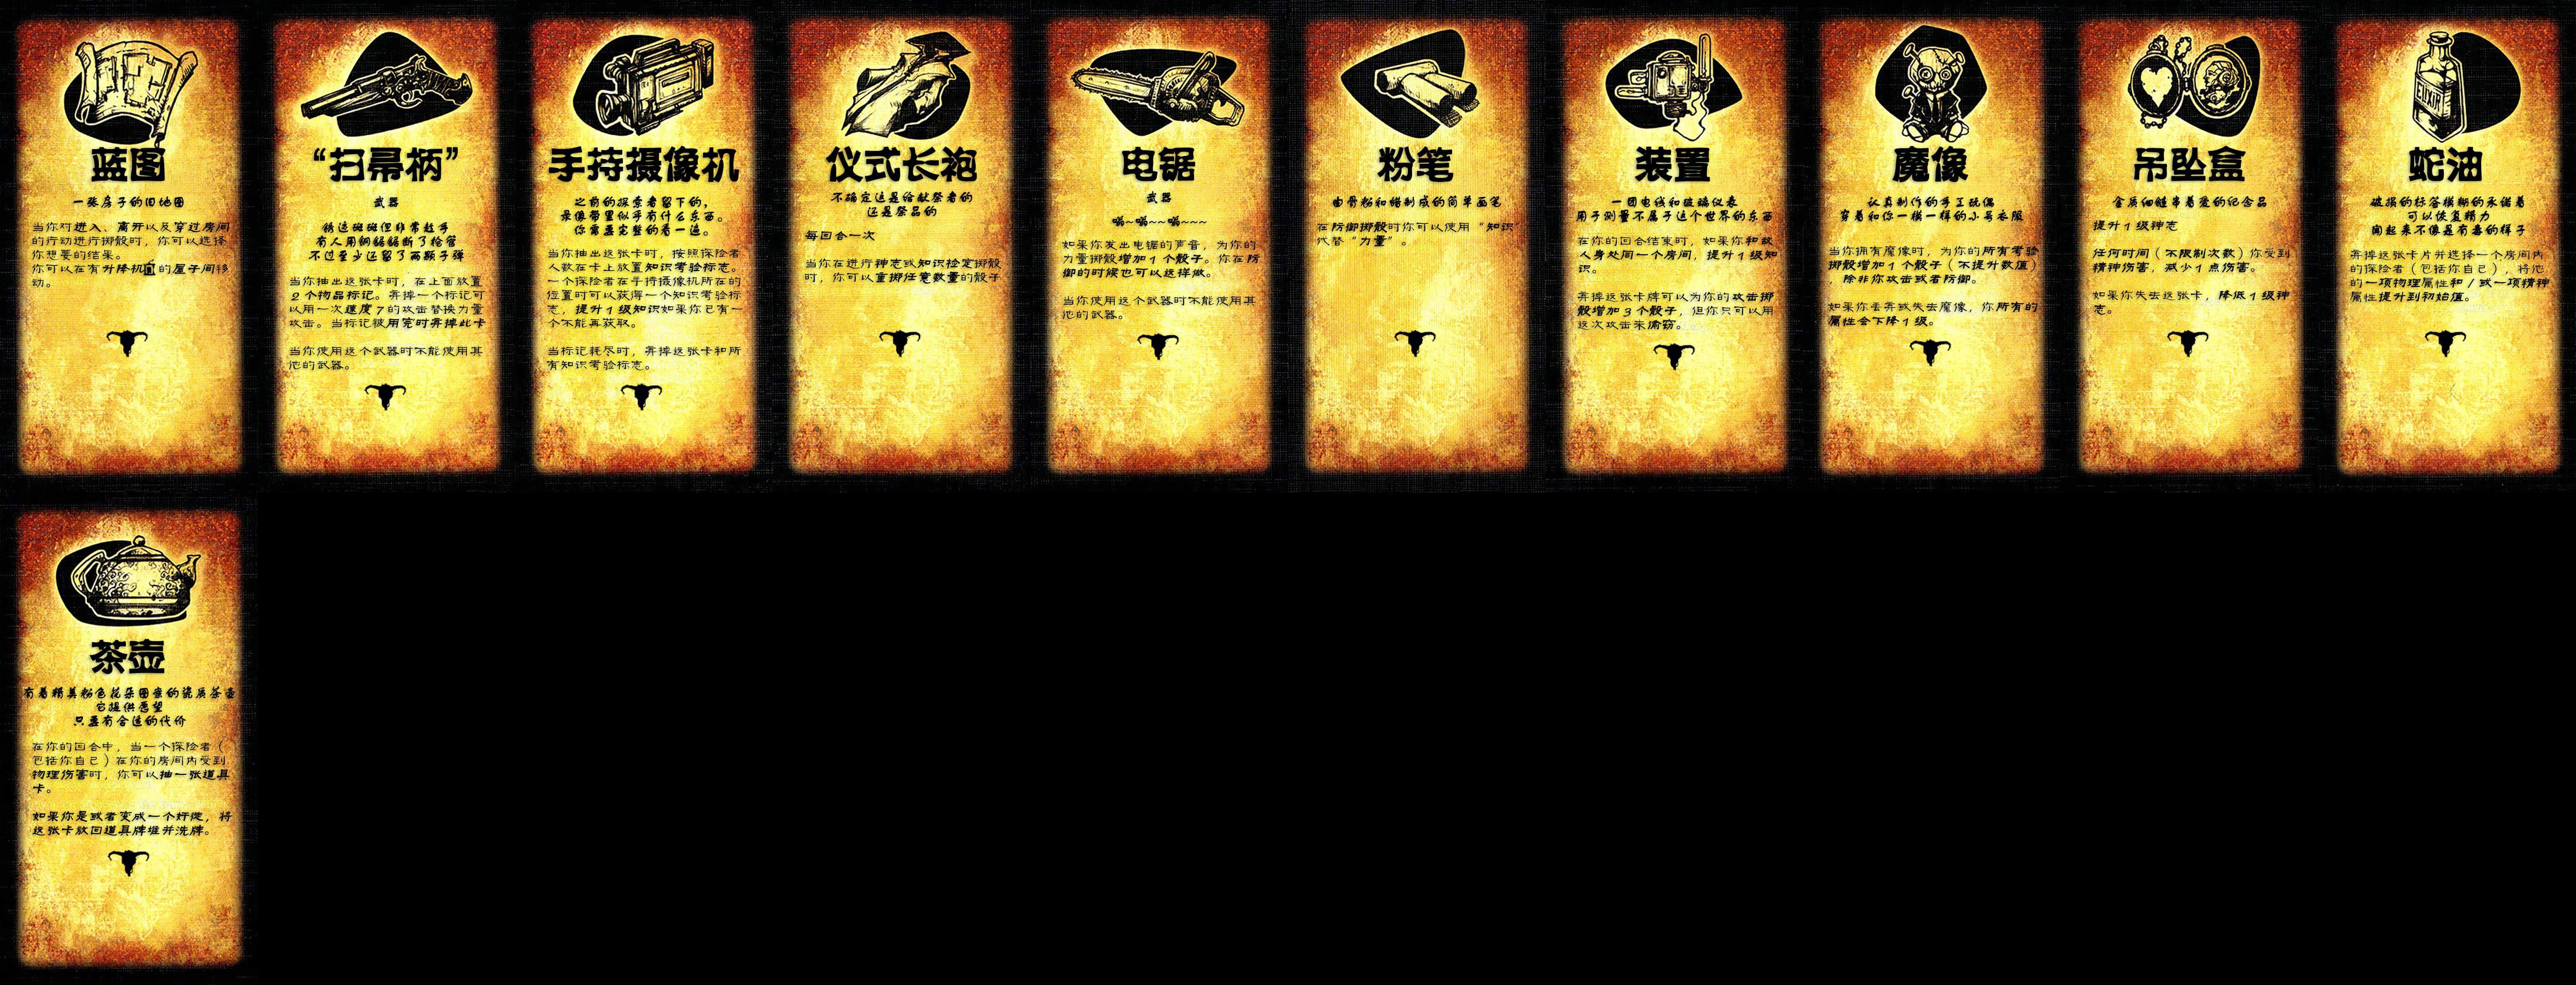 蓝图
一张房子的旧地图
当你对进入、离开以及穿过房间
的行动进行掷骰时，你可以选择
你想要的结果。
你可以在有升降机的屋子间移
动。
“扫帚柄”
武器
锈迹斑斑但非常趁手
有人用钢锯锯断了枪管
不过至少还留了两颗子弹
当你抽出这张卡时，在上面放置
2个物品标记。弃掉一个标记可
以用一次速度7的攻击替换力量
攻击。当标记被用完时弃掉此卡
当你使用这个武器时不能使用其
他的武器。
手持摄像机
之前的探索者留下的，
录像带里似乎有什么东西。
你需要完整的看一遍。
当你抽出这张卡时，按照探险者
人数在卡上放置知识考验标志。
一个探险者在手持摄像机所在的
位置时可以获得一个知识考验标
志，提升1级知识如果你已有一
个不能再获取。
当标记耗尽时，弃掉这张卡和所
有知识考验标志。
仪式长袍
不确定这是给献祭者的
还是祭品的
每回合一次
当你在进行神志或知识检定掷骰
时，你可以重掷任意数量的骰子
电锯
武器
嗡~嗡~~嗡~~~
如果你发出电锯的声音，为你的
力量掷骰增加1个骰子。你在防
御的时候也可以这样做。
当你使用这个武器时不能使用其
他的武器。
粉笔
由骨粉和蜡制成的简单画笔
在防御掷骰时你可以使用“知识”
代替“力量”。
装置
一团电线和玻璃仪表
用于测量不属于这个世界的东西
在你的回合结束时，如果你和敌
人身处同一个房间，提升1级知
识。
弃掉这张卡牌可以为你的攻击掷
骰增加3个骰子，但你只可以用
这次攻击来偷窃。
魔像
认真制作的手工玩偶
穿着和你一模一样的小号衣服
当你拥有魔像时，为你的所有考验
掷骰增加1个骰子（不提升数值）
，除非你攻击或者防御。
如果你丢弃或失去魔像，你所有的
属性会下降1级。
吊坠盒
金质细链串着爱的纪念品
提升1级神志
任何时间（不限制次数）你受到
精神伤害，减少1点伤害。
如果你失去这张卡，降低1级神
志。
蛇油
ELIXIR
破损的标签模糊的承诺着
可以恢复精力
闻起来不像是有毒的样子
弃掉这张卡片并选择一个房间内
的探险者（包括你自己），将他
的一项物理属性和/或一项精神
属性提升到初始值。
茶壶
有着精美粉色花朵图案的瓷质茶壶
它提供愿望
只要有合适的代价
在你的回合中，当一个探险者（
包括你自己）在你的房间内受到
物理伤害时，你可以抽一张道具
卡。
如果你是或者变成一个奸徒，将
这张卡放回道具牌堆并洗牌。